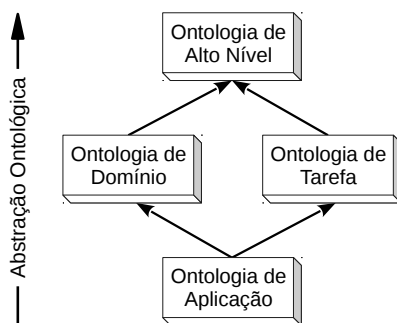 Ontologia de
Alto Nível
Abstração Ontológica
Ontologia de
Domínio
Ontologia de
Tarefa
Ontologia de
Aplicação